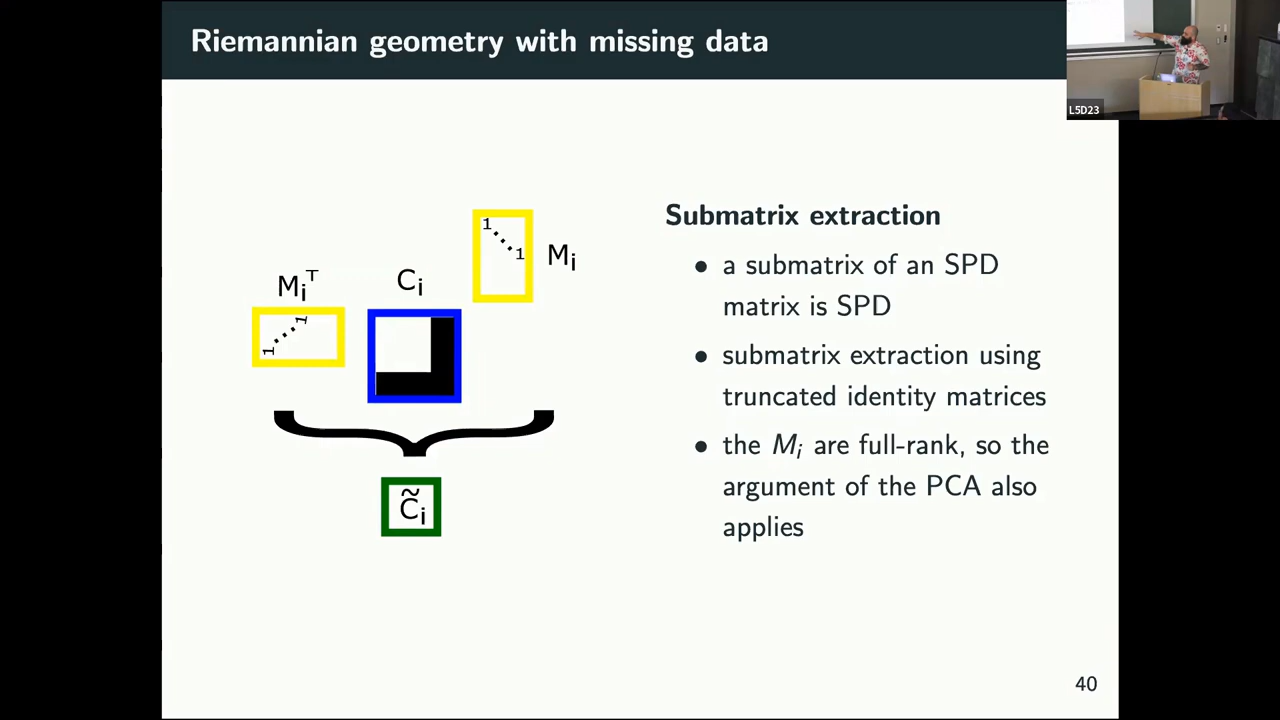 Riemannian geometry with missing data
L5D23
1
1
Mᵢ
Mᵢᵀ
Cᵢ
1
1
C̃ᵢ
Submatrix extraction
• a submatrix of an SPD
matrix is SPD
• submatrix extraction using
truncated identity matrices
• the Mᵢ are full-rank, so the
argument of the PCA also
applies
40